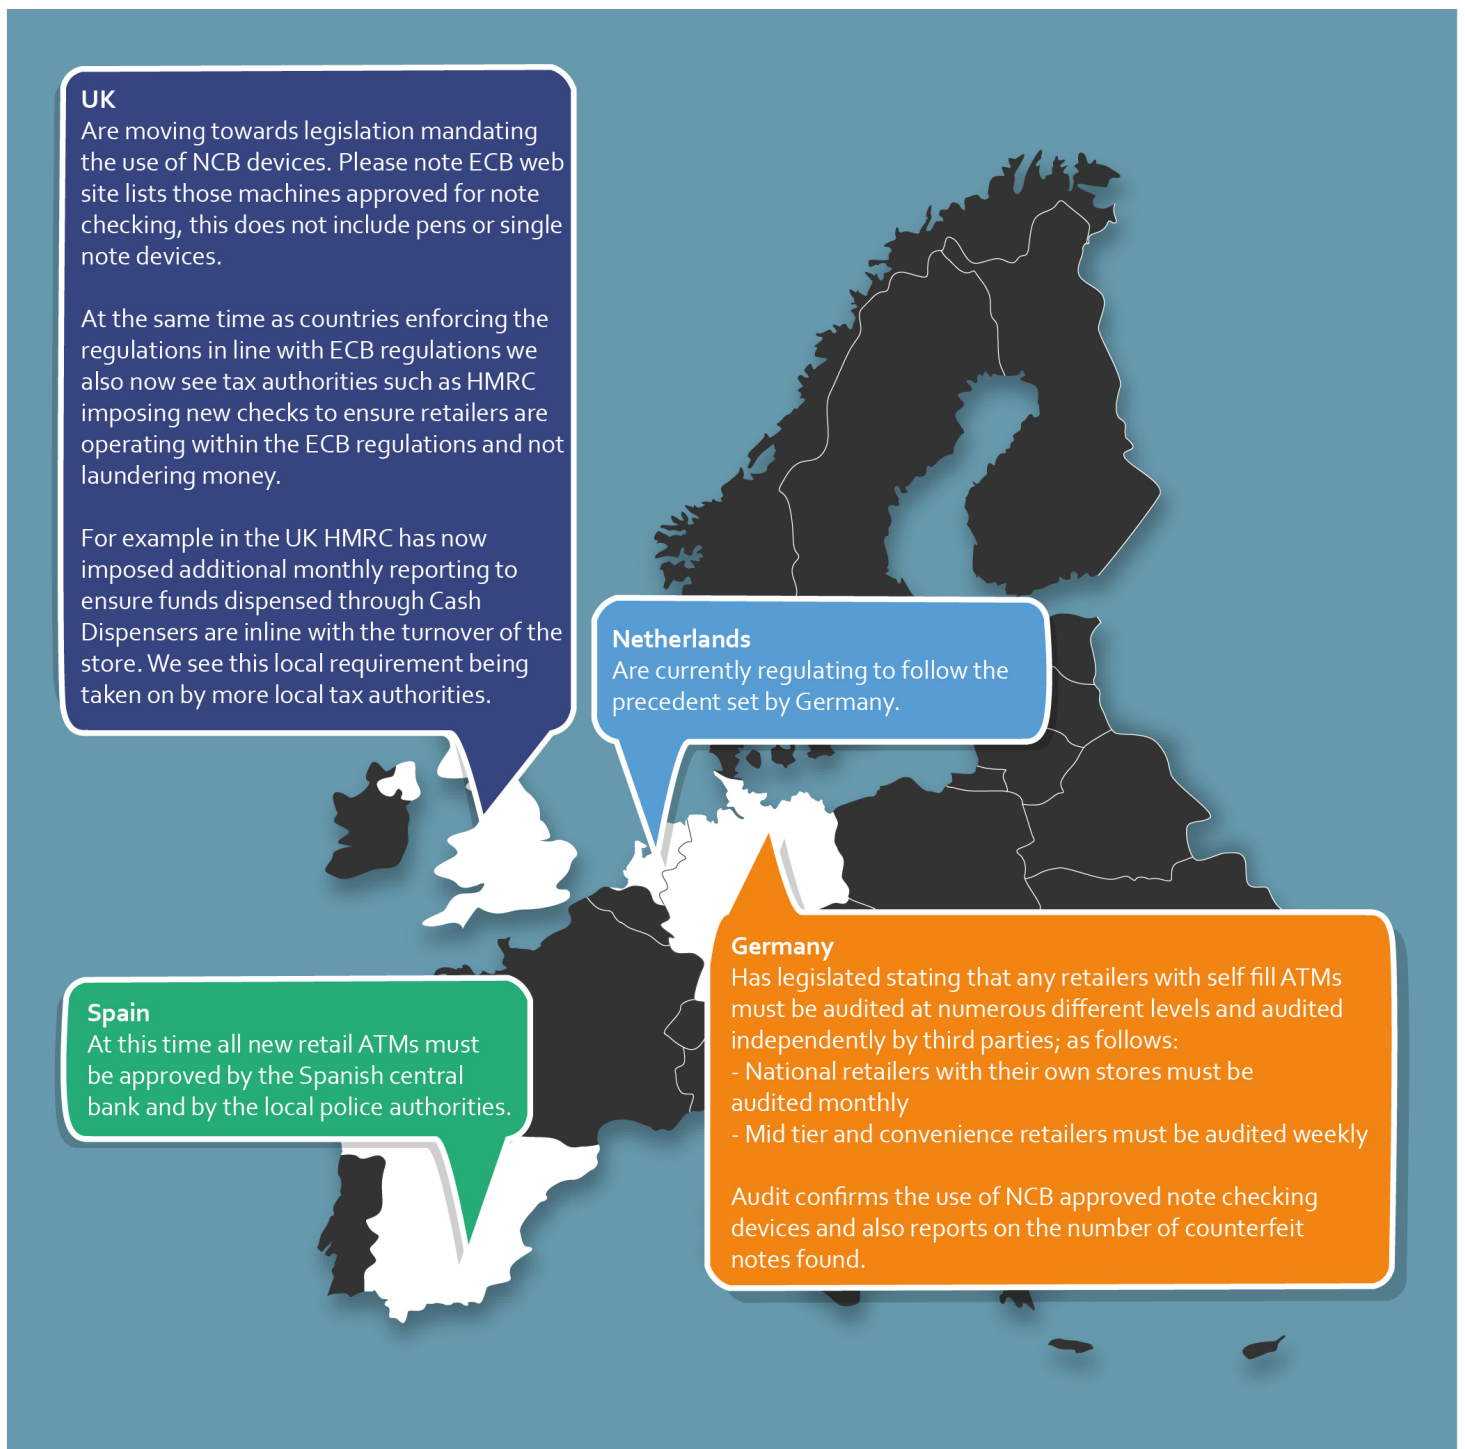 UK
Are moving towards legislation mandating
the use of NCB devices. Please note ECB web
site lists those machines approved for note
checking, this does not include pens or single
note devices.
At the same time as countries enforcing the
regulations in line with ECB regulations we
also now see tax authorities such as HMRC
imposing new checks to ensure retailers are
operating within the ECB regulations and not
laundering money.
For example in the UK HMRC has now
imposed additional monthly reporting to
ensure funds dispensed through Cash
Dispensers are inline with the turnover of the
store. We see this local requirement being
taken on by more local tax authorities.
Netherlands
Are currently regulating to follow the
precedent set by Germany.
Germany
Has legislated stating that any retailers with self fill ATMs
must be audited at numerous different levels and audited
independently by third parties; as follows:
- National retailers with their own stores must be
audited monthly
- Mid tier and convenience retailers must be audited weekly
Audit confirms the use of NCB approved note checking
devices and also reports on the number of counterfeit
notes found.
Spain
At this time all new retail ATMs must
be approved by the Spanish central
bank and by the local police authorities.